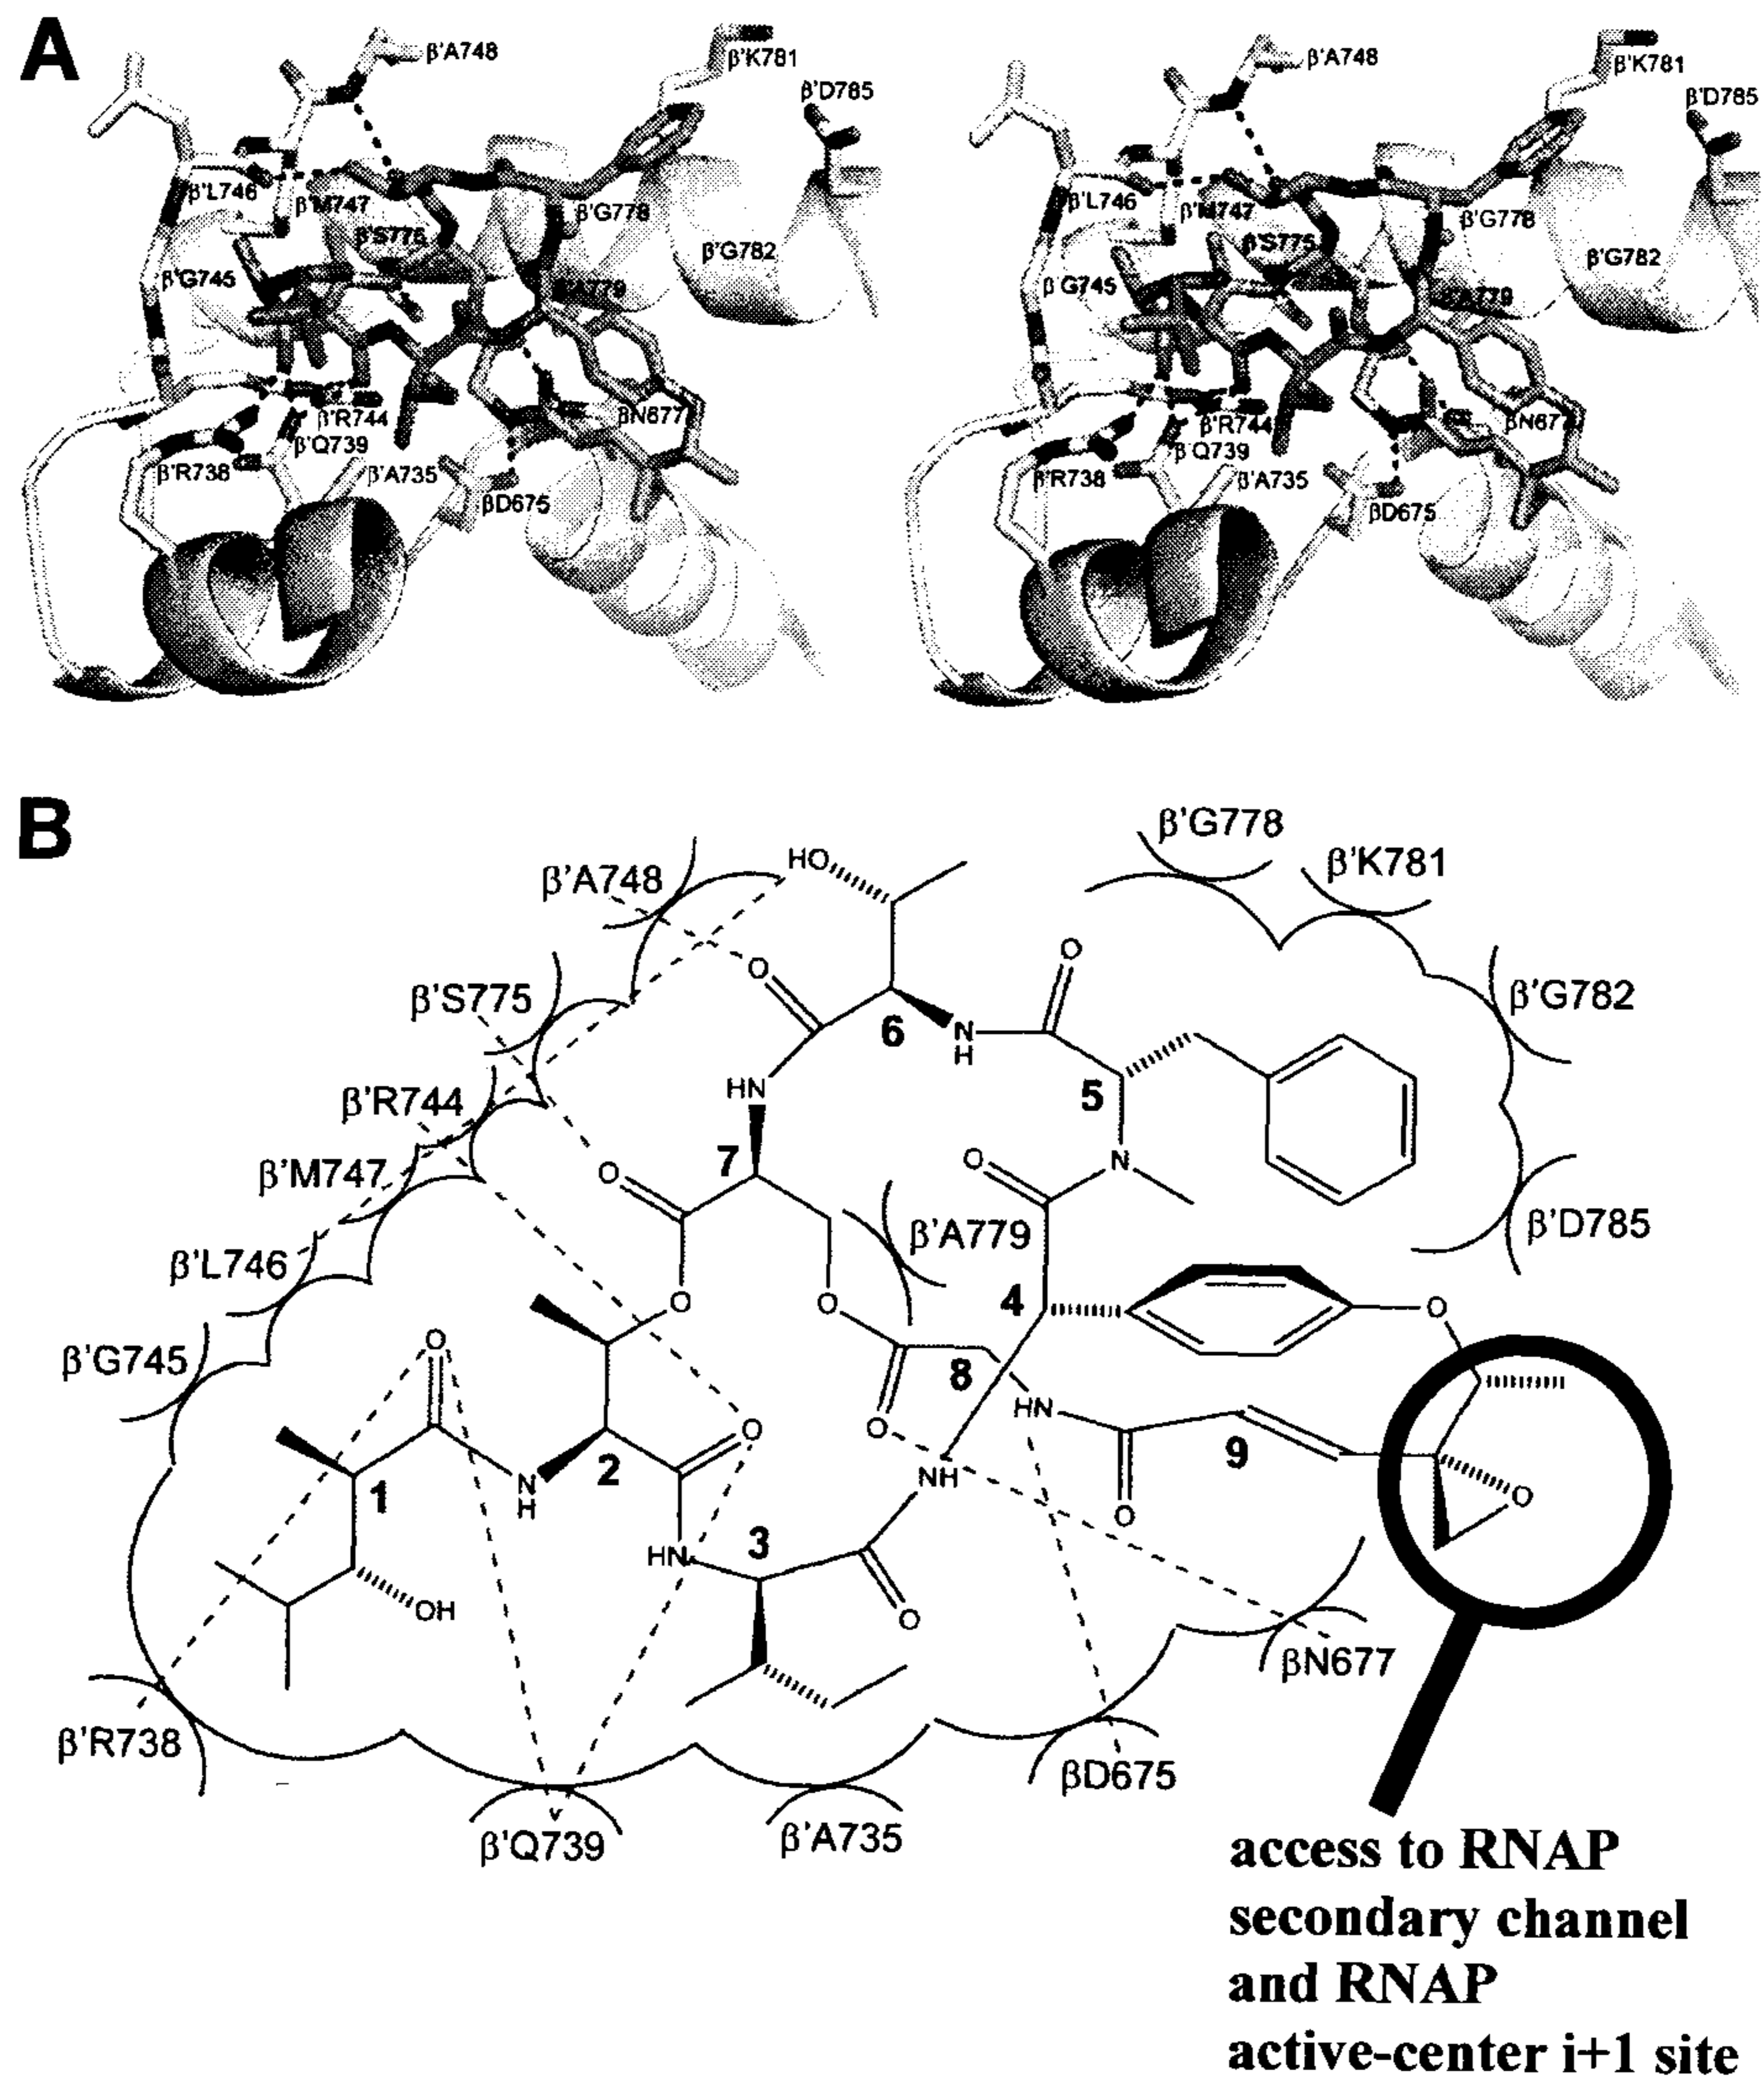 A
β'A748
β'K781
β'D785
β'L746
β'M747
β'G778
β'S775
β'G782
β'G745
β'A779
β'R744
βN677
β'Q739
β'R738
β'A735
βD675
β'A748
β'K781
β'D785
β'L746
β'M747
β'G778
β'S775
β'G782
β'G745
β'A779
β'R744
βN677
β'Q739
β'R738
β'A735
βD675
B
β'G778
β'A748
HO
β'K781
O
O
β'S775
β'G782
6
N
H
HN
5
β'R744
7
N
β'M747
O
O
β'A779
β'D785
β'L746
O
O
4
O
β'G745
O
8
HN
O
O
9
NH
1
N
H
2
O
O
3
HN
OH
O
βN677
β'R738
βD675
β'Q739
β'A735
access to RNAP
secondary channel
and RNAP
active-center i+1 site